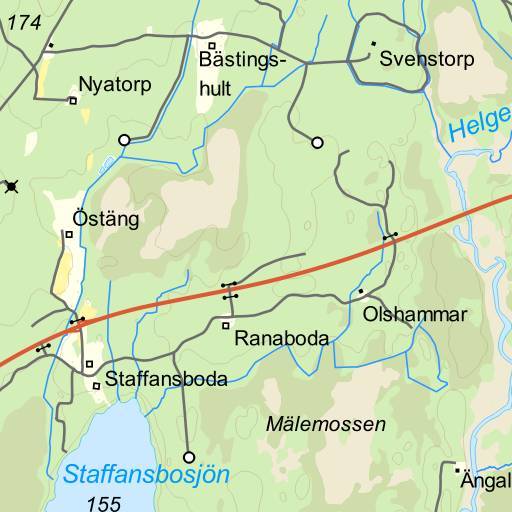 174
Bästings-
hult
Svenstorp
Nyatorp
Helge
Östäng
Olshammar
Ranaboda
Staffansboda
Mälemossen
Staffansbosjön
Ängal
155